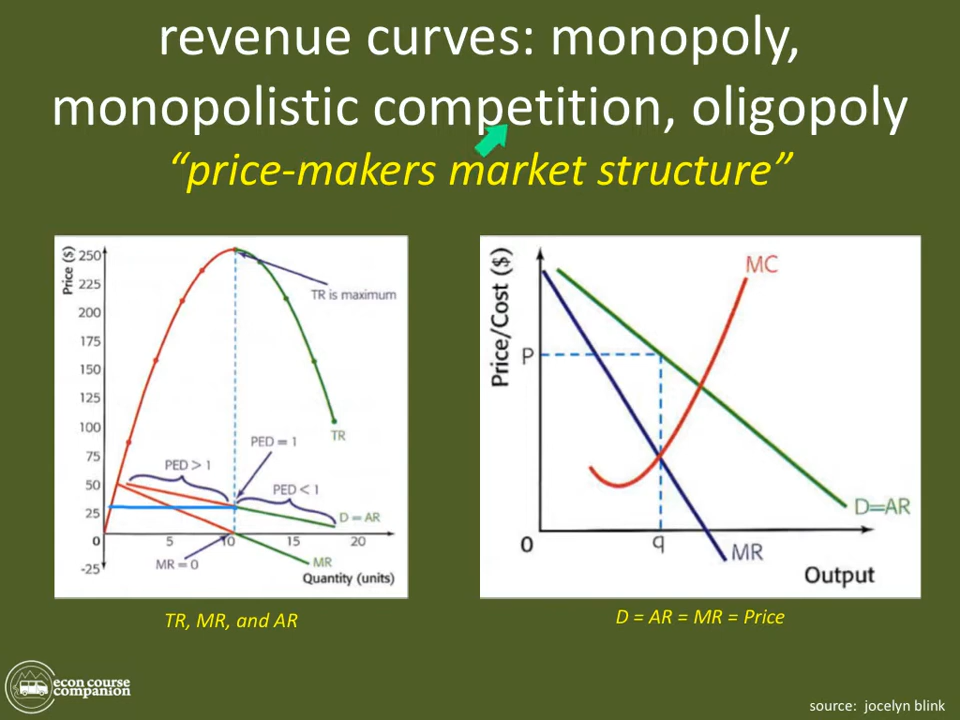 revenue curves: monopoly,
monopolistic competition, oligopoly
“price-makers market structure”
Price ($)
250
225
200
175
150
125
100
75
50
25
0
-25
5
10
15
20
TR is maximum
TR
PED = 1
PED > 1
PED < 1
D = AR
MR = 0
MR
Quantity (units)
TR, MR, and AR
Price/Cost ($)
MC
P
D=AR
0
q
MR
Output
D = AR = MR = Price
econ course
companion
source: jocelyn blink